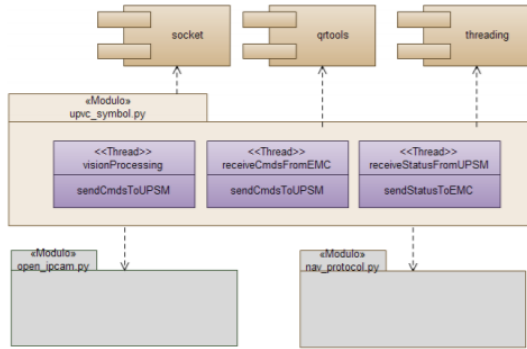 socket
qrtools
threading
«Modulo»
upvc_symbol.py
<<Thread>>
visionProcessing
sendCmdsToUPSM
<<Thread>>
receiveCmdsFromEMC
sendCmdsToUPSM
<<Thread>>
receiveStatusFromUPSM
sendStatusToEMC
«Modulo»
open_ipcam.py
«Modulo»
nav_protocol.py